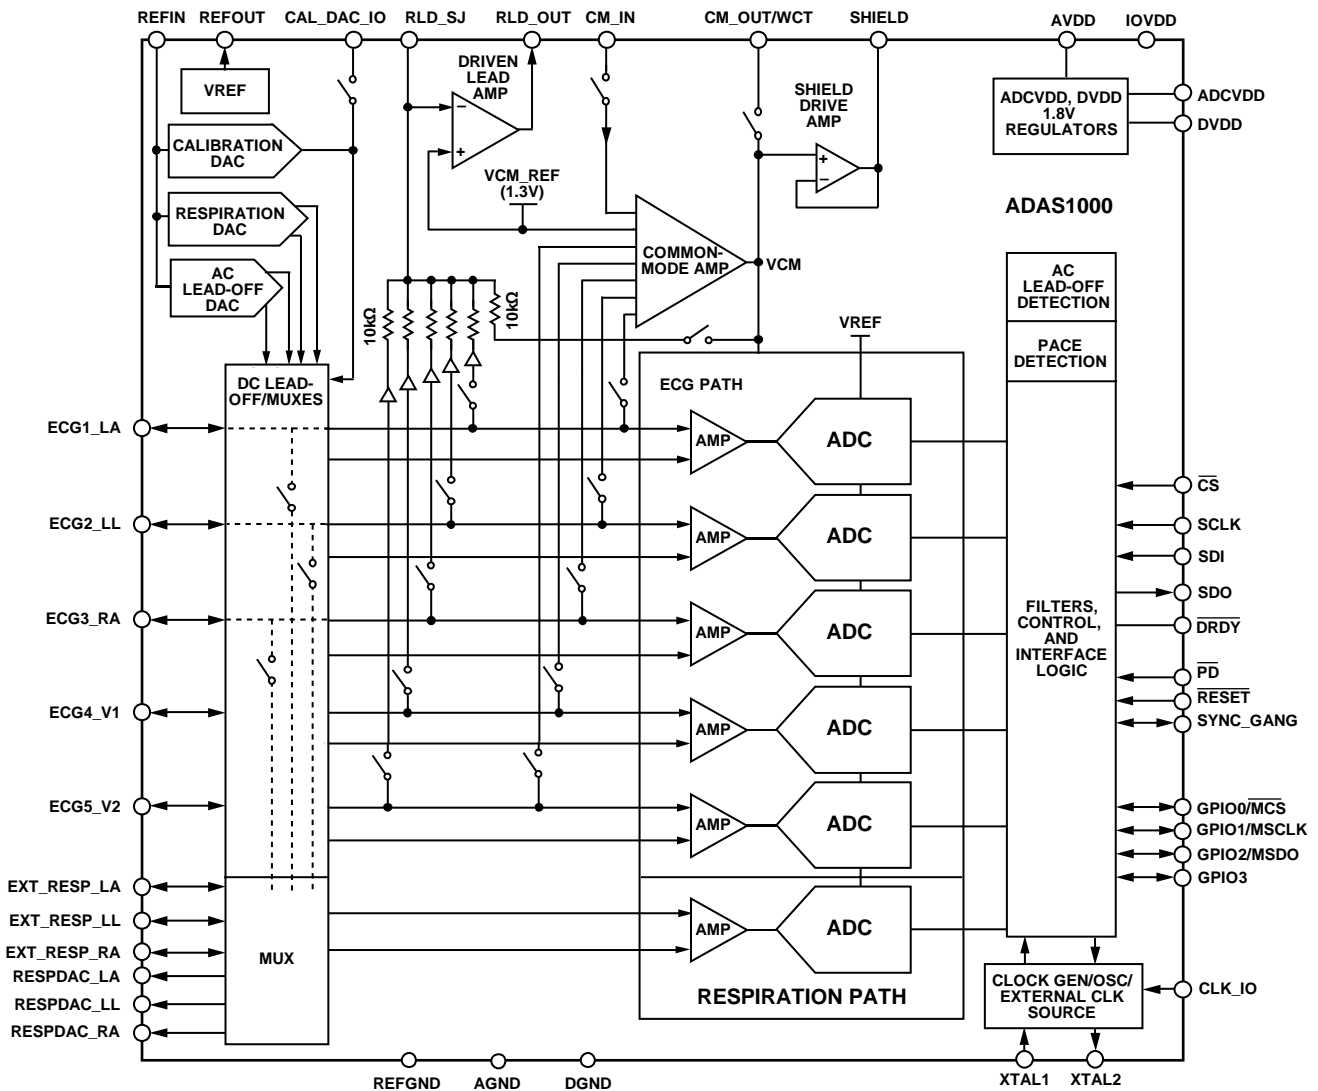 REFIN REFOUT CAL_DAC_IO RLD_SJ RLD_OUT CM_IN CM_OUT/WCT SHIELD AVDD IOVDD
VREF
DRIVEN
LEAD
AMP
SHIELD
DRIVE
AMP
ADCVDD, DVDD
1.8V
REGULATORS
ADCVDD
DVDD
CALIBRATION
DAC
RESPIRATION
DAC
AC
LEAD-OFF
DAC
VCM_REF
(1.3V)
COMMON-
MODE AMP
VCM
ADAS1000
10kΩ
10kΩ
VREF
AC
LEAD-OFF
DETECTION
PACE
DETECTION
DC LEAD-
OFF/MUXES
ECG PATH
ECG1_LA
AMP
ADC
ECG2_LL
AMP
ADC
ECG3_RA
AMP
ADC
ECG4_V1
AMP
ADC
ECG5_V2
AMP
ADC
FILTERS,
CONTROL,
AND
INTERFACE
LOGIC
CS
SCLK
SDI
SDO
DRDY
PD
RESET
SYNC_GANG
GPIO0/MCS
GPIO1/MSCLK
GPIO2/MSDO
GPIO3
EXT_RESP_LA
EXT_RESP_LL
EXT_RESP_RA
RESPDAC_LA
RESPDAC_LL
RESPDAC_RA
MUX
AMP
ADC
RESPIRATION PATH
CLOCK GEN/OSC/
EXTERNAL CLK
SOURCE
CLK_IO
REFGND AGND DGND XTAL1 XTAL2